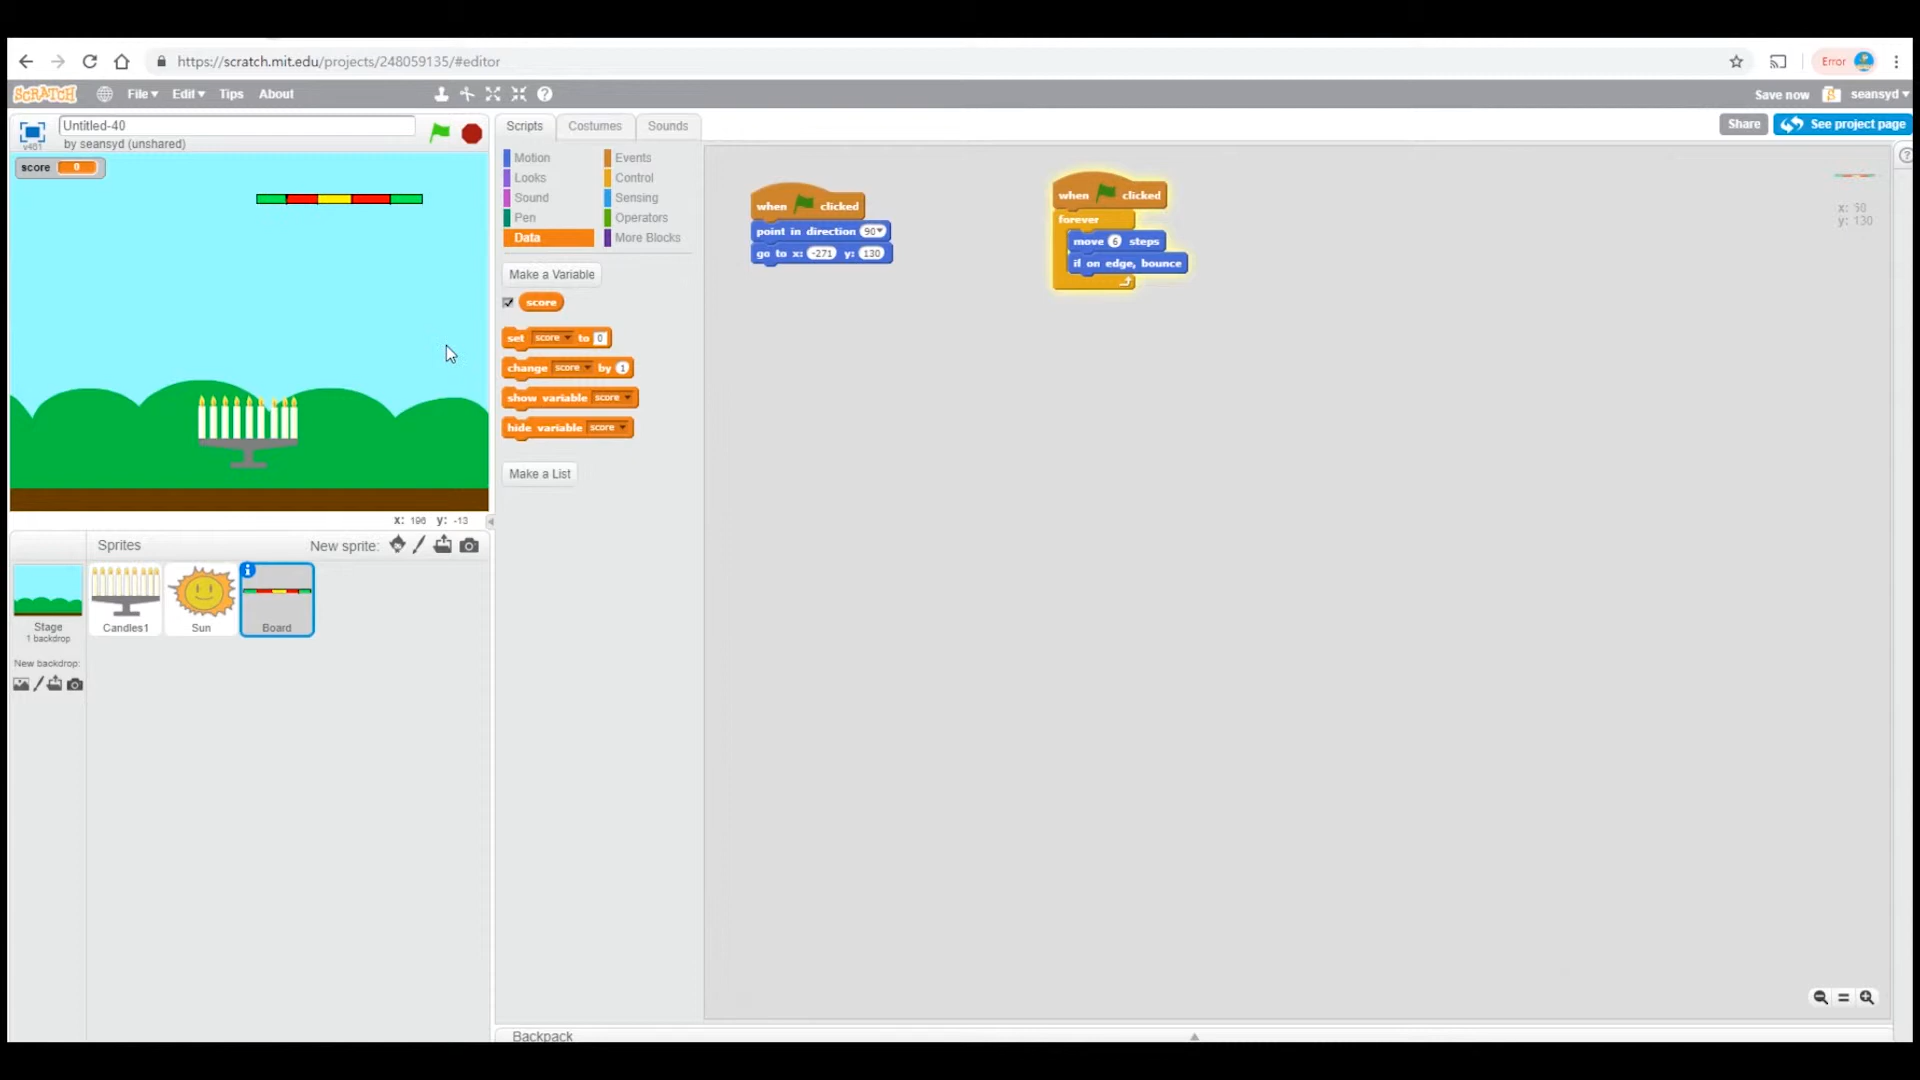 https://scratch.mit.edu/projects/248059135/#editor
Error
SCRATCH
File
Edit
Tips
About
Save now
seansyd
Untitled-40
v461
by seansyd (unshared)
Scripts
Costumes
Sounds
Share
See project page
score 0
Motion
Events
Looks
Control
Sound
Sensing
Pen
Operators
Data
More Blocks
Make a Variable
score
set score to 0
change score by 1
show variable score
hide variable score
Make a List
when clicked
point in direction 90
go to x: -271 y: 130
when clicked
forever
move 6 steps
if on edge, bounce
x: 50
y: 130
x: 196 y: -13
Sprites
New sprite:
Stage
1 backdrop
Candles1
Sun
Board
New backdrop:
Backpack